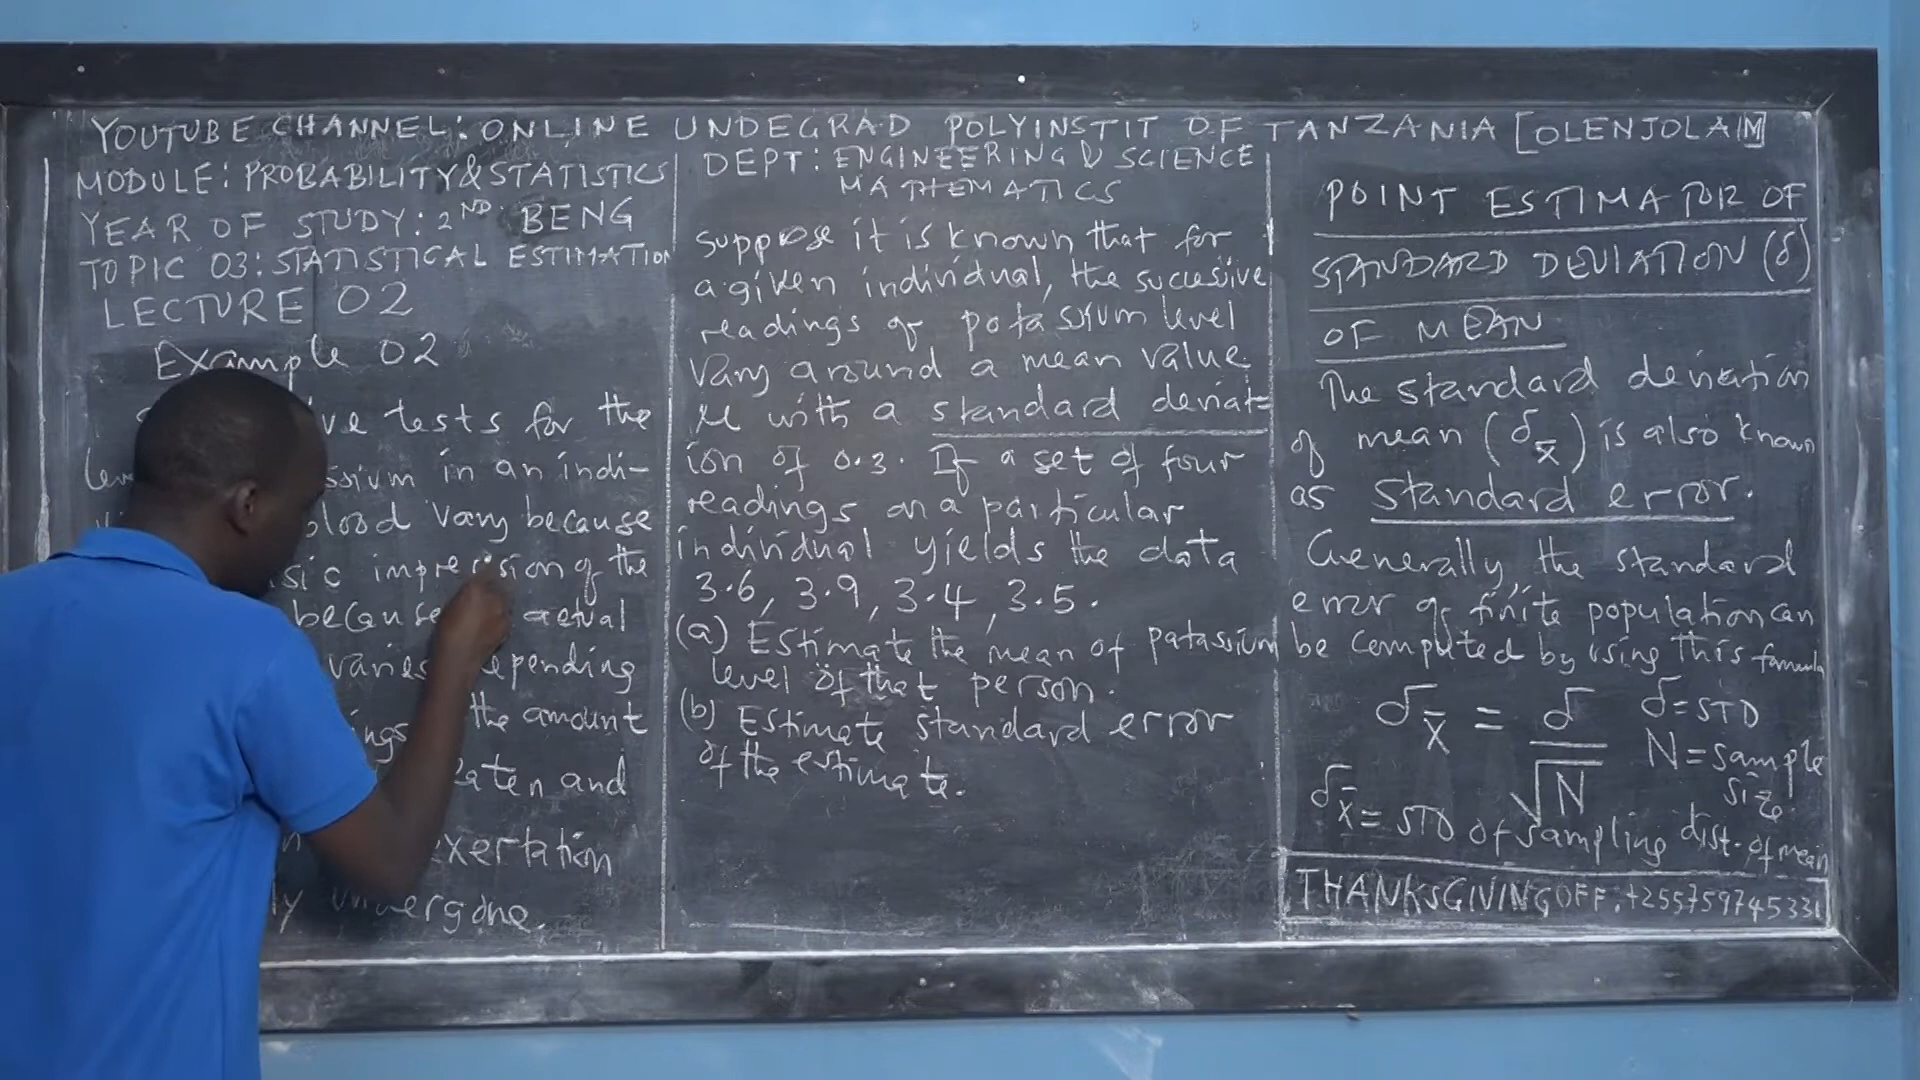 YOUTUBE CHANNEL: ONLINE UNDEGRAD POLYINSTIT OF TANZANIA [OLENJOLAIM]
MODULE: PROBABILITY & STATISTICS
YEAR OF STUDY: 2ND BENG
TOPIC 03: STATISTICAL ESTIMATION
LECTURE 02
Example 02
ve tests for the
ssium in an indi-
blood vary because
sic imprecision of the
because actual
varies epending
ings the amount
eaten and
exertation
ly undergone.
DEPT: ENGINEERING & SCIENCE
MATHEMATICS
suppose it is known that for
a given individual, the succesive
readings of potassium level
vary around a mean value
μ with a standard deviat=
ion of 0.3. If a set of four
readings on a particular
individual yields the data
3.6, 3.9, 3.4, 3.5.
(a) Estimate the mean of patassium
level of that person.
(b) Estimate standard error
of the estimate.
POINT ESTIMATOR OF
STANDARD DEVIATION (δ)
OF MEAN
The standard deviation
of mean (δx̄) is also known
as standard error.
Generally, the standard
error of finite population can
be computed by using this formula
δx̄ = δ/√N δ=STD
N=sample
size
δx̄ = STD of sampling dist. of mean
THANKSGIVING OFF: +255759745331